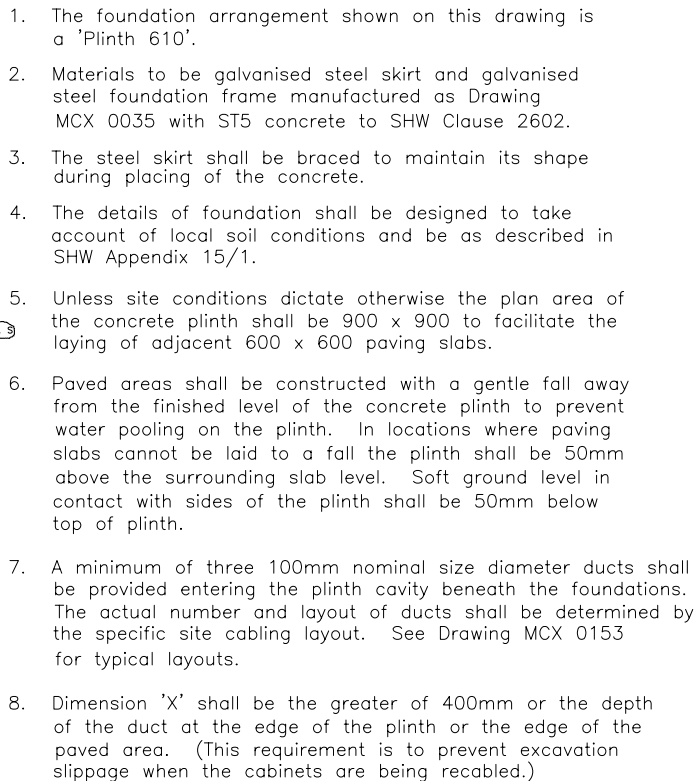 1. The foundation arrangement shown on this drawing is
a 'Plinth 610'.
2. Materials to be galvanised steel skirt and galvanised
steel foundation frame manufactured as Drawing
MCX 0035 with ST5 concrete to SHW Clause 2602.
3. The steel skirt shall be braced to maintain its shape
during placing of the concrete.
4. The details of foundation shall be designed to take
account of local soil conditions and be as described in
SHW Appendix 15/1.
5. Unless site conditions dictate otherwise the plan area of
s the concrete plinth shall be 900 x 900 to facilitate the
laying of adjacent 600 x 600 paving slabs.
6. Paved areas shall be constructed with a gentle fall away
from the finished level of the concrete plinth to prevent
water pooling on the plinth. In locations where paving
slabs cannot be laid to a fall the plinth shall be 50mm
above the surrounding slab level. Soft ground level in
contact with sides of the plinth shall be 50mm below
top of plinth.
7. A minimum of three 100mm nominal size diameter ducts shall
be provided entering the plinth cavity beneath the foundations.
The actual number and layout of ducts shall be determined by
the specific site cabling layout. See Drawing MCX 0153
for typical layouts.
8. Dimension 'X' shall be the greater of 400mm or the depth
of the duct at the edge of the plinth or the edge of the
paved area. (This requirement is to prevent excavation
slippage when the cabinets are being recabled.)